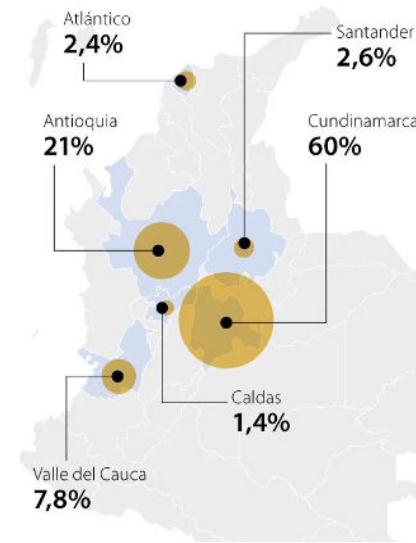 Atlántico
2,4%
Santander
2,6%
Antioquia
21%
Cundinamarca
60%
Caldas
1,4%
Valle del Cauca
7,8%